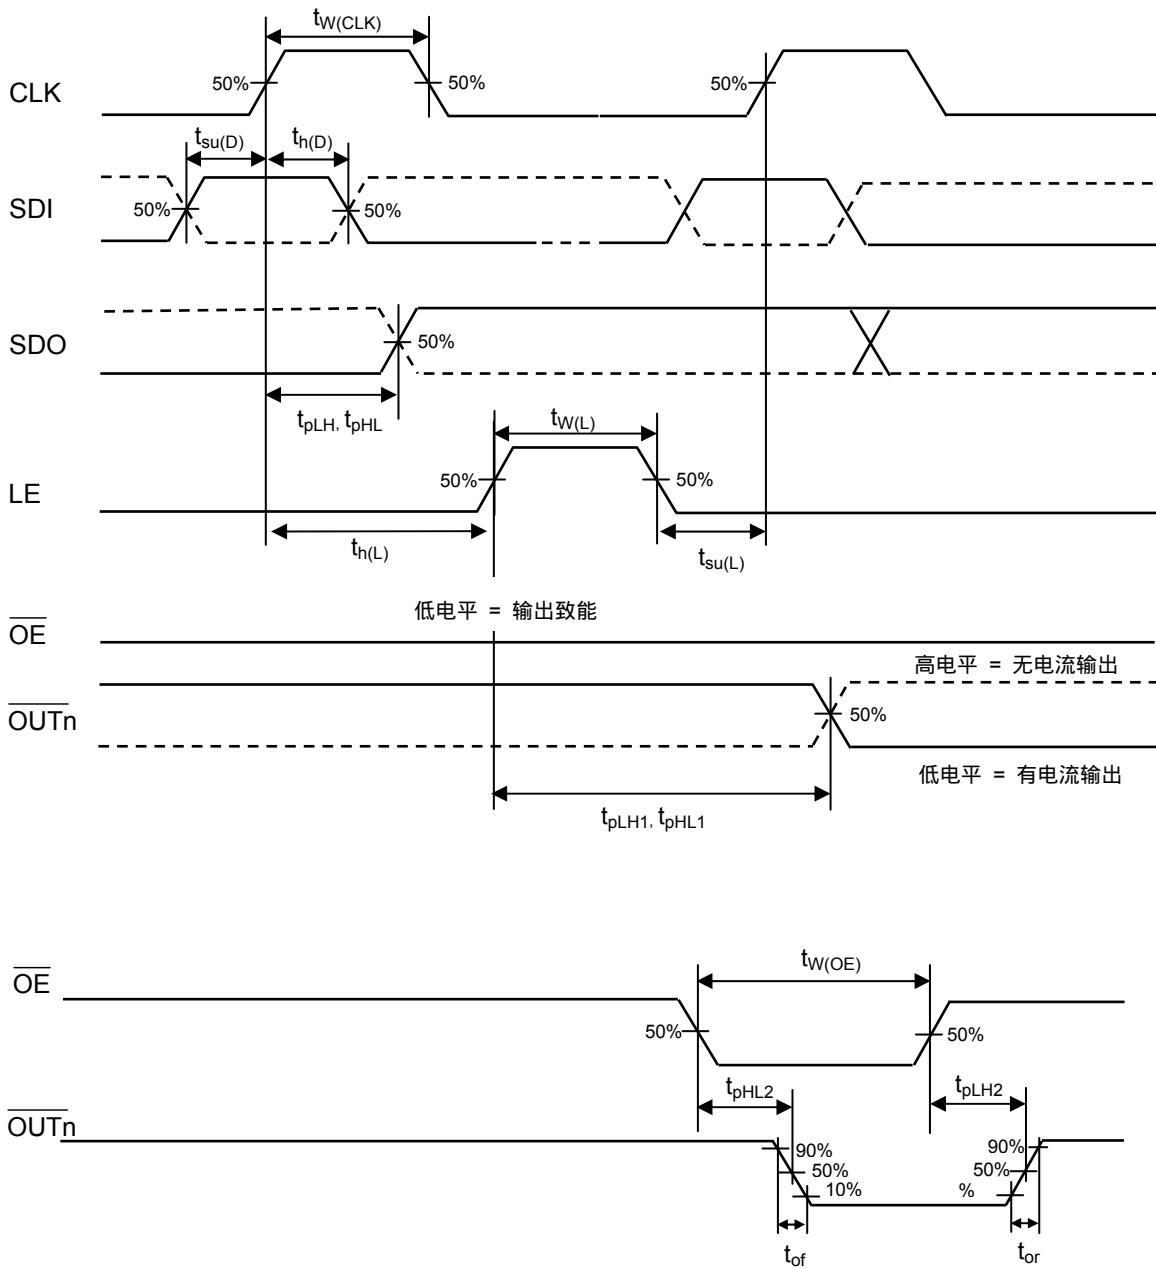 tW(CLK)
CLK
50%
50%
50%
tsu(D)
th(D)
SDI
50%
50%
SDO
50%
tpLH, tpHL
tW(L)
LE
50%
50%
th(L)
tsu(L)
低电平 = 输出致能
OE
高电平 = 无电流输出
OUTn
50%
低电平 = 有电流输出
tpLH1, tpHL1
tW(OE)
OE
50%
50%
tpHL2
tpLH2
OUTn
90%
90%
50%
50%
10%
%
tof
tor